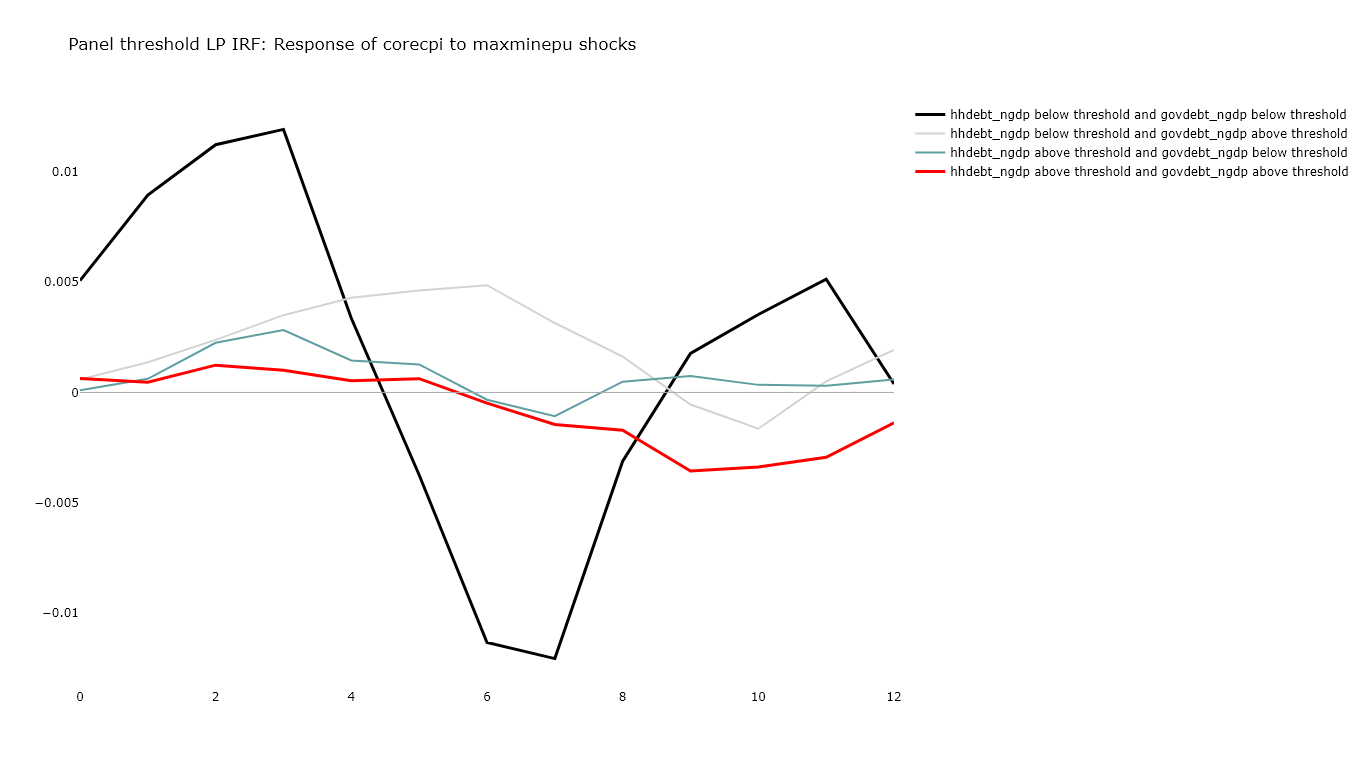 Panel threshold LP IRF: Response of corecpi to maxminepu shocks
hhdebt_ngdp below threshold and govdebt_ngdp below threshold
hhdebt_ngdp below threshold and govdebt_ngdp above threshold
hhdebt_ngdp above threshold and govdebt_ngdp below threshold
hhdebt_ngdp above threshold and govdebt_ngdp above threshold
0.01
0.005
0
−0.005
−0.01
0 2 4 6 8 10 12